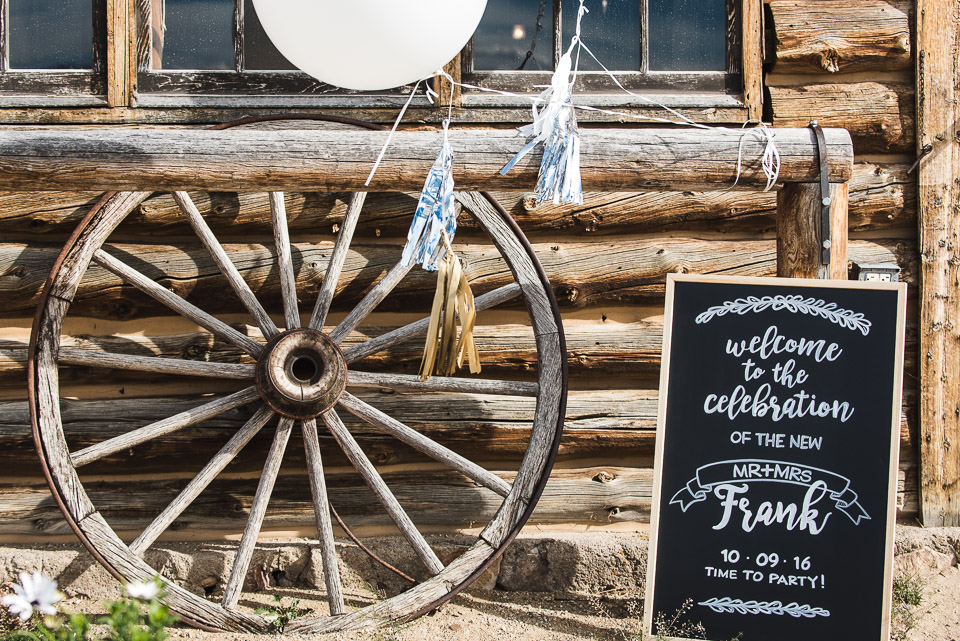 welcome
to the
celebration
OF THE NEW
MR+MRS
Frank
10 · 09 · 16
TIME TO PARTY!